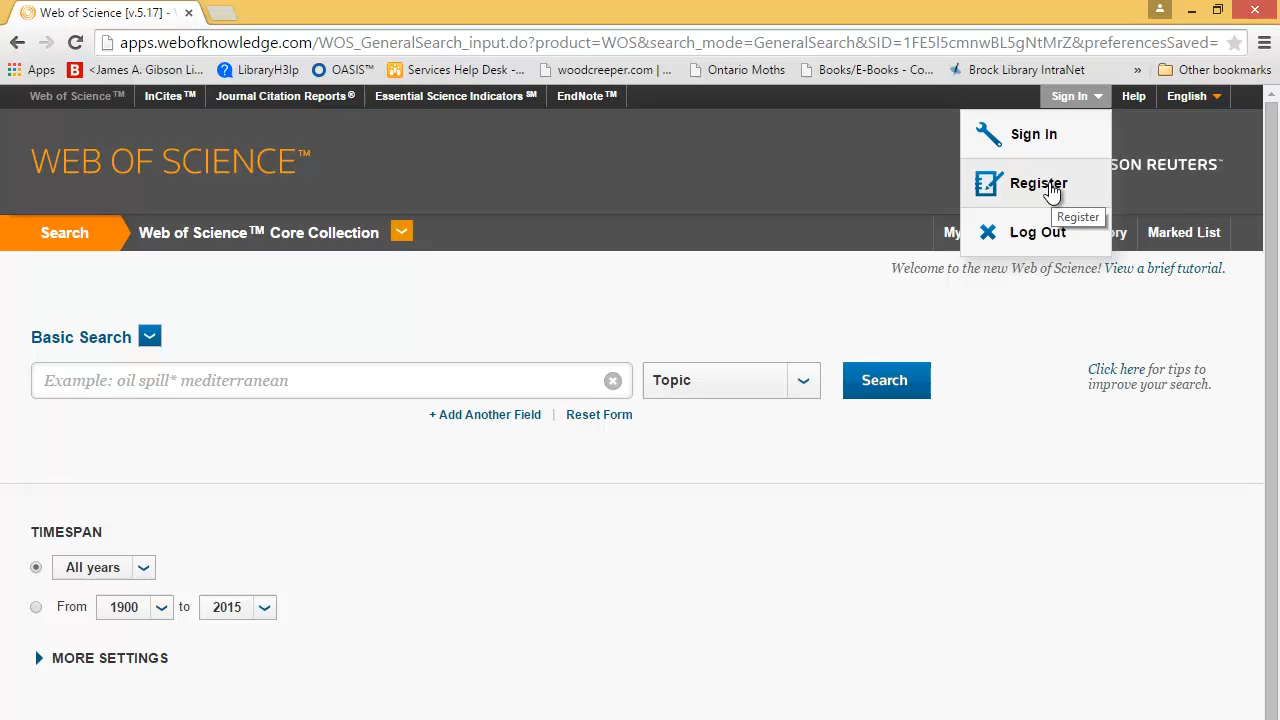 Web of Science [v.5.17] -
apps.webofknowledge.com/WOS_GeneralSearch_input.do?product=WOS&search_mode=GeneralSearch&SID=1FE5l5cmnwBL5gNtMrZ&preferencesSaved=
Apps <James A. Gibson Li... LibraryH3lp OASIS™ Services Help Desk -... woodcreeper.com | ... Ontario Moths Books/E-Books - Co... Brock Library IntraNet » Other bookmarks
Web of Science™ InCites™ Journal Citation Reports® Essential Science Indicators℠ EndNote™ Sign In Help English
Sign In
WEB OF SCIENCE™
SON REUTERS™
Register
Register
Log Out
Search Web of Science™ Core Collection My Marked List
Welcome to the new Web of Science! View a brief tutorial.
Basic Search
Example: oil spill* mediterranean Topic Search
Click here for tips to
improve your search.
+ Add Another Field | Reset Form
TIMESPAN
All years
From 1900 to 2015
MORE SETTINGS